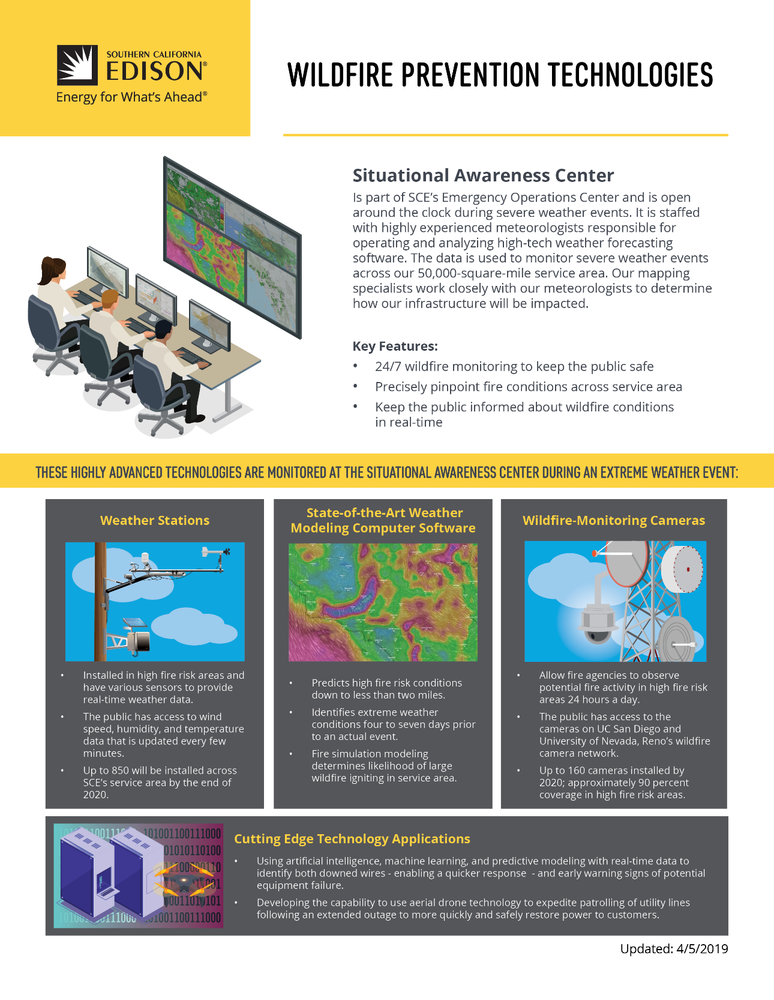 SOUTHERN CALIFORNIA
EDISON®
Energy for What's Ahead®
WILDFIRE PREVENTION TECHNOLOGIES
Situational Awareness Center
Is part of SCE's Emergency Operations Center and is open
around the clock during severe weather events. It is staffed
with highly experienced meteorologists responsible for
operating and analyzing high-tech weather forecasting
software. The data is used to monitor severe weather events
across our 50,000-square-mile service area. Our mapping
specialists work closely with our meteorologists to determine
how our infrastructure will be impacted.
Key Features:
• 24/7 wildfire monitoring to keep the public safe
• Precisely pinpoint fire conditions across service area
• Keep the public informed about wildfire conditions
in real-time
THESE HIGHLY ADVANCED TECHNOLOGIES ARE MONITORED AT THE SITUATIONAL AWARENESS CENTER DURING AN EXTREME WEATHER EVENT:
Weather Stations
• Installed in high fire risk areas and
have various sensors to provide
real-time weather data.
• The public has access to wind
speed, humidity, and temperature
data that is updated every few
minutes.
• Up to 850 will be installed across
SCE's service area by the end of
2020.
State-of-the-Art Weather
Modeling Computer Software
• Predicts high fire risk conditions
down to less than two miles.
• Identifies extreme weather
conditions four to seven days prior
to an actual event.
• Fire simulation modeling
determines likelihood of large
wildfire igniting in service area.
Wildfire-Monitoring Cameras
• Allow fire agencies to observe
potential fire activity in high fire risk
areas 24 hours a day.
• The public has access to the
cameras on UC San Diego and
University of Nevada, Reno's wildfire
camera network.
• Up to 160 cameras installed by
2020; approximately 90 percent
coverage in high fire risk areas.
Cutting Edge Technology Applications
• Using artificial intelligence, machine learning, and predictive modeling with real-time data to
identify both downed wires - enabling a quicker response - and early warning signs of potential
equipment failure.
• Developing the capability to use aerial drone technology to expedite patrolling of utility lines
following an extended outage to more quickly and safely restore power to customers.
Updated: 4/5/2019